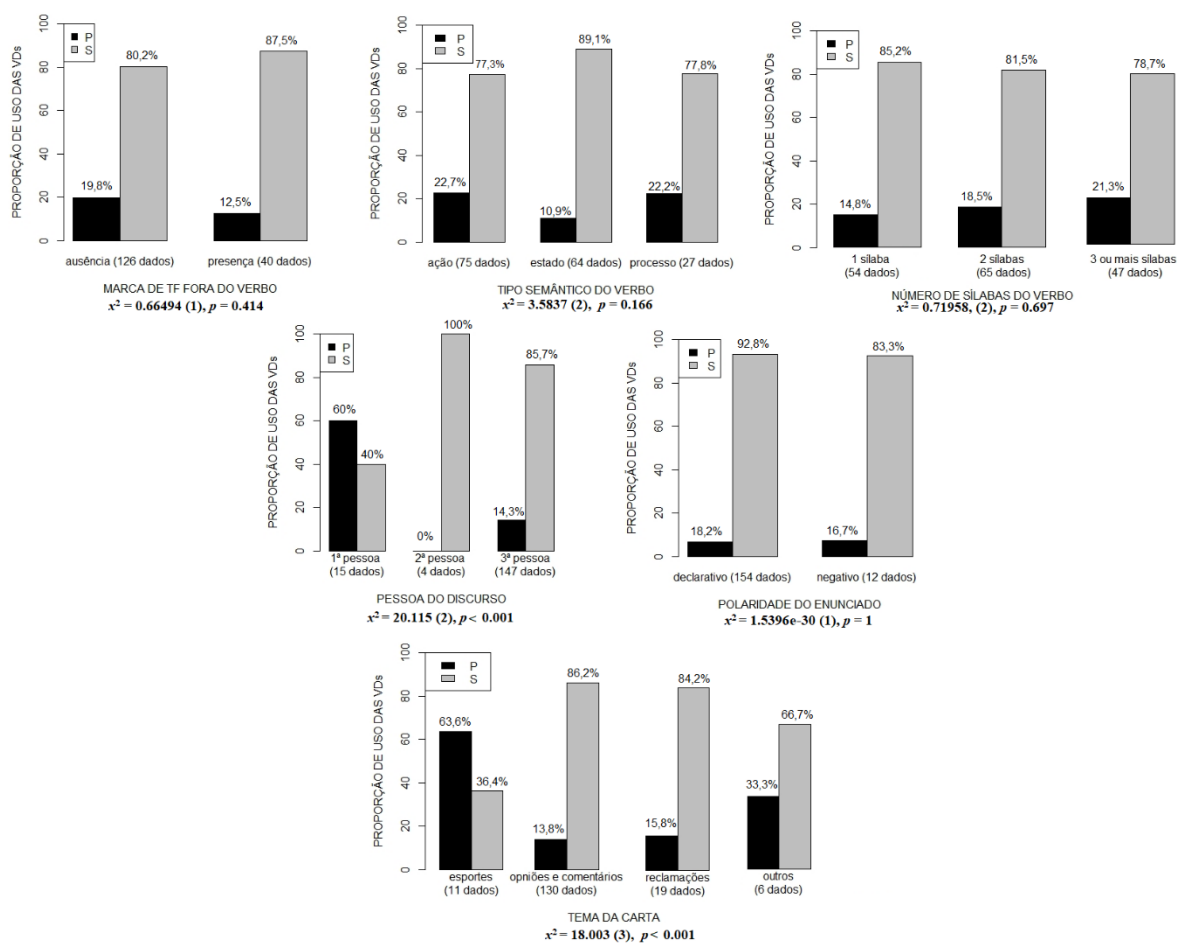 PROPORÇÃO DE USO DAS VDs
100
80
60
40
20
0
P
S
19,8%
80,2%
12,5%
87,5%
ausência (126 dados)
presença (40 dados)
MARCA DE TF FORA DO VERBO
x² = 0.66494 (1), p = 0.414
PROPORÇÃO DE USO DAS VDs
100
80
60
40
20
0
P
S
22,7%
77,3%
10,9%
89,1%
22,2%
77,8%
ação (75 dados)
estado (64 dados)
processo (27 dados)
TIPO SEMÂNTICO DO VERBO
x² = 3.5837 (2), p = 0.166
PROPORÇÃO DE USO DAS VDs
100
80
60
40
20
0
P
S
14,8%
85,2%
18,5%
81,5%
21,3%
78,7%
1 sílaba
(54 dados)
2 sílabas
(65 dados)
3 ou mais sílabas
(47 dados)
NÚMERO DE SÍLABAS DO VERBO
x² = 0.71958, (2), p = 0.697
PROPORÇÃO DE USO DAS VDs
100
80
60
40
20
0
P
S
60%
40%
0%
100%
14,3%
85,7%
1ª pessoa
(15 dados)
2ª pessoa
(4 dados)
3ª pessoa
(147 dados)
PESSOA DO DISCURSO
x² = 20.115 (2), p < 0.001
PROPORÇÃO DE USO DAS VDs
100
80
60
40
20
0
P
S
18,2%
92,8%
16,7%
83,3%
declarativo (154 dados)
negativo (12 dados)
POLARIDADE DO ENUNCIADO
x² = 1.5396e-30 (1), p = 1
PROPORÇÃO DE USO DAS VDs
100
80
60
40
20
0
P
S
63,6%
36,4%
13,8%
86,2%
15,8%
84,2%
33,3%
66,7%
esportes
(11 dados)
opniões e comentários
(130 dados)
reclamações
(19 dados)
outros
(6 dados)
TEMA DA CARTA
x² = 18.003 (3), p < 0.001